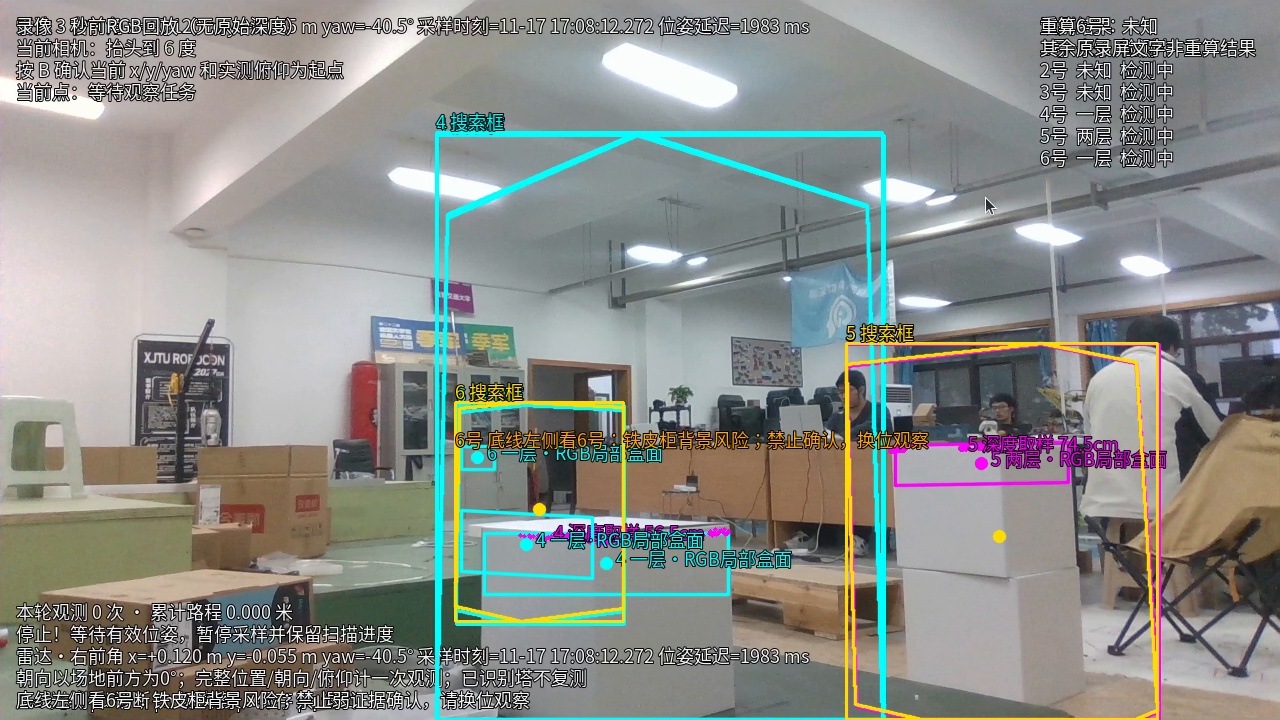 录像 3 秒前RGB回放 2(无原始深度)5 m yaw=-40.5° 采样时刻=11-17 17:08:12.272 位姿延迟=1983 ms
当前相机：抬头到 6 度
按 B 确认当前 x/y/yaw 和实测俯仰为起点
当前点：等待观察任务
重算6号：未知
其余原录屏文字非重算结果
2号 未知 检测中
3号 未知 检测中
4号 一层 检测中
5号 两层 检测中
6号 一层 检测中
4 搜索框
5 搜索框
6 搜索框
XJTU ROBOCON
2027
季军
季军
6号 底线左侧看6号：铁皮柜背景风险；禁止确认，换位观察
6 一层·RGB局部盒面
5 深度取样 74.5cm
5 两层·RGB局部盒面
4 深度取样 56.5cm
4 一层·RGB局部盒面
4 一层·RGB局部盒面
本轮观测 0 次 · 累计路程 0.000 米
停止！等待有效位姿，暂停采样并保留扫描进度
雷达·右前角 x=+0.120 m y=-0.055 m yaw=-40.5° 采样时刻=11-17 17:08:12.272 位姿延迟=1983 ms
朝向以场地前方为0°；完整位置/朝向/俯仰计一次观测；已识别塔不复测
底线左侧看6号断 铁皮柜背景风险存 禁止弱证据确认，请换位观察